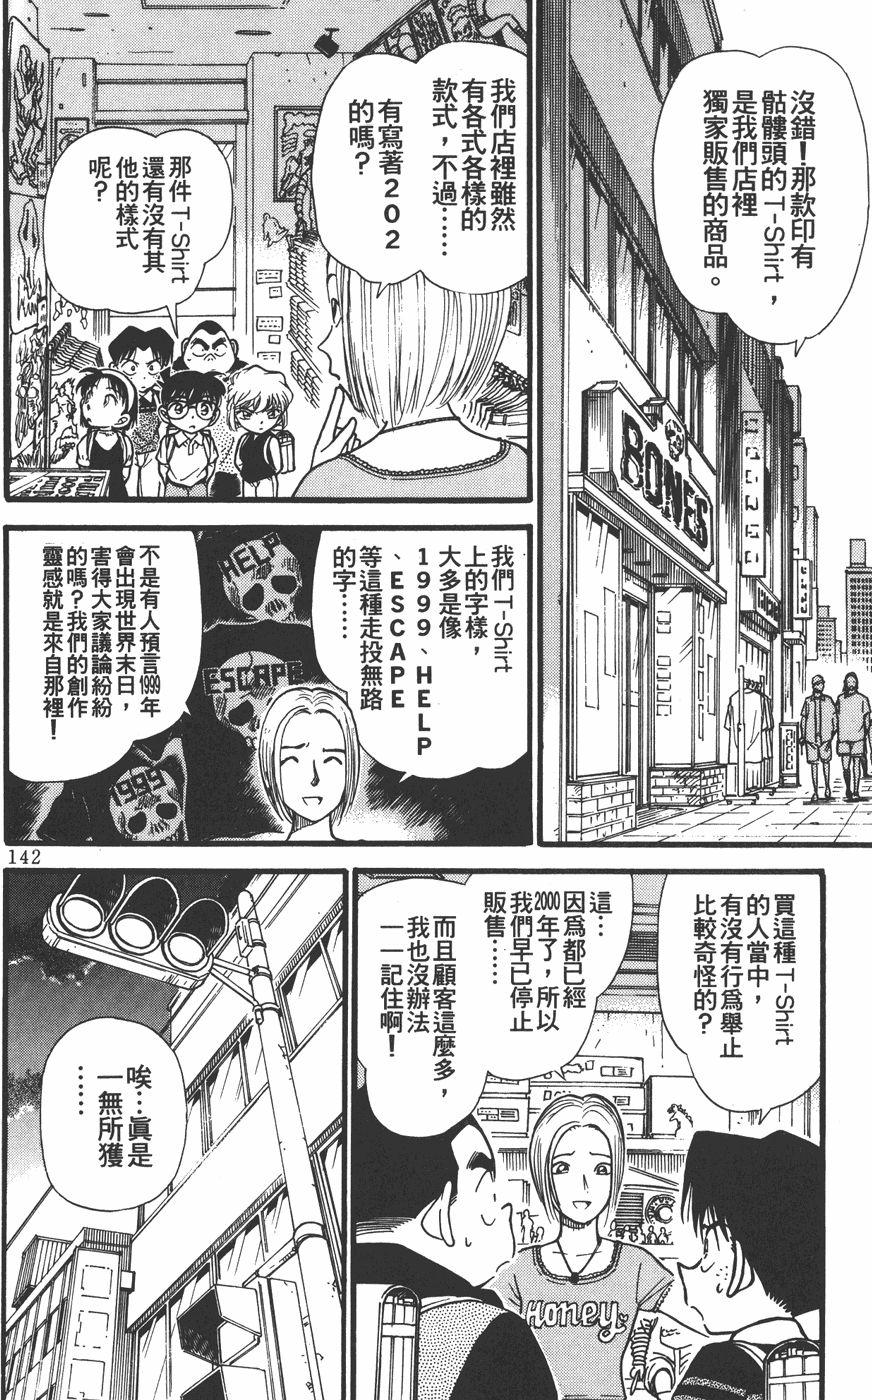 沒錯！那款印有
骷髏頭的T-Shirt，
是我們店裡
獨家販售的商品。
BONES
那件T-Shirt
還有沒有其
他的樣式
呢？
有寫著202
的嗎？
我們店裡雖然
有各式各樣的
款式，不過……
我們T-Shirt
上的字樣，
大多是像
1999、HELP
、ESCAPE
等這種走投無路
的字……
HELP
ESCAPE
1999
不是有人預言1999年
會出現世界末日，
害得大家議論紛紛
的嗎？我們的創作
靈感就是來自那裡！
142
買這種T-Shirt
的人當中，
有沒有行為舉止
比較奇怪的？
這…
因為都已經
2000年了，所以
我們早已停止
販售……
而且顧客這麼多，
我也沒辦法
一一記住啊！
Honey
唉…真是
一無所獲
……